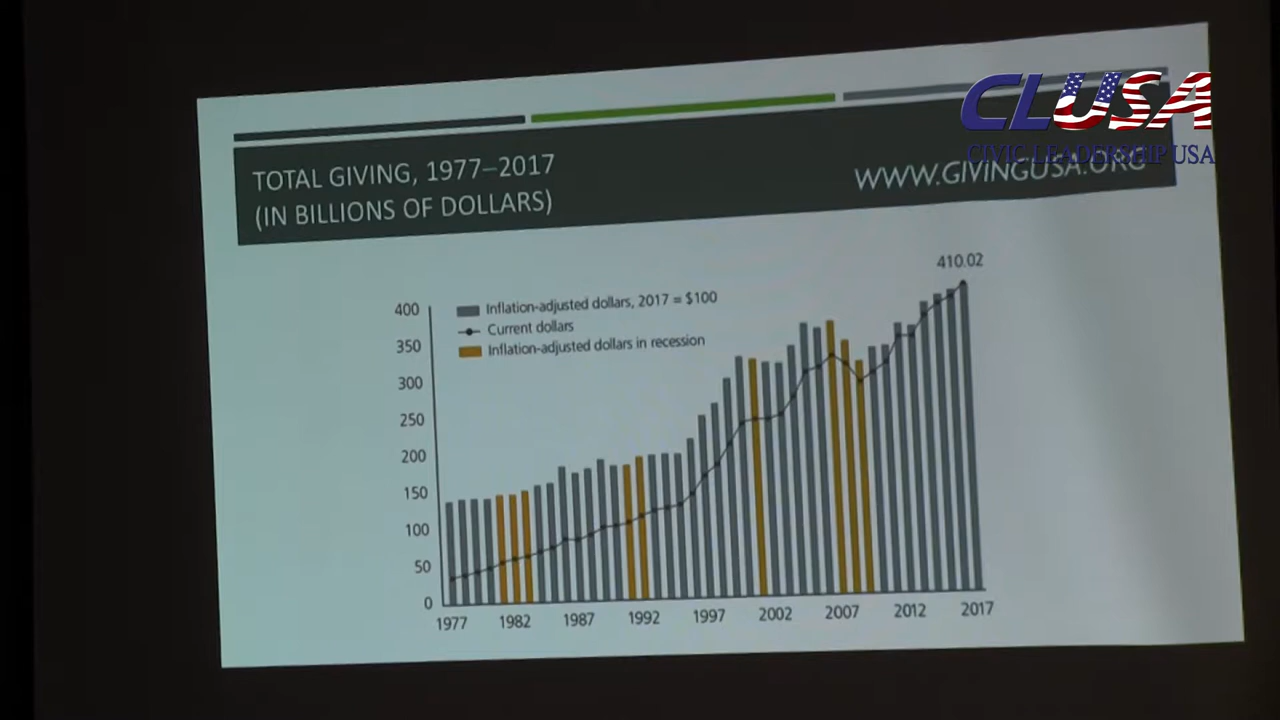 CLUSA
CIVIC LEADERSHIP USA
TOTAL GIVING, 1977–2017
(IN BILLIONS OF DOLLARS)
WWW.GIVINGUSA.ORG
410.02
Inflation-adjusted dollars, 2017 = $100
Current dollars
Inflation-adjusted dollars in recession
400
350
300
250
200
150
100
50
0
1977 1982 1987 1992 1997 2002 2007 2012 2017